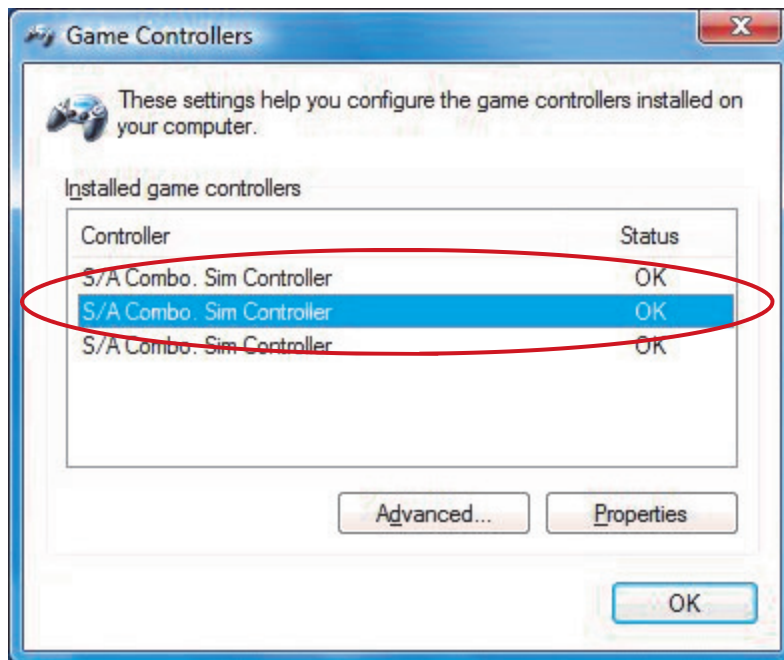 Game Controllers
These settings help you configure the game controllers installed on
your computer.
Installed game controllers
Controller Status
S/A Combo. Sim Controller OK
S/A Combo. Sim Controller OK
S/A Combo. Sim Controller OK
Advanced... Properties
OK